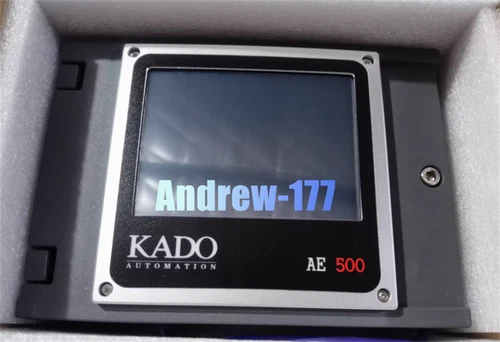 Andrew-177
KADO
AUTOMATION
AE 500